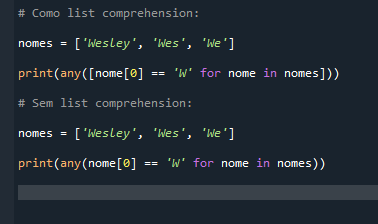 # Como list comprehension:
nomes = ['Wesley', 'Wes', 'We']
print(any([nome[0] == 'W' for nome in nomes]))
# Sem list comprehension:
nomes = ['Wesley', 'Wes', 'We']
print(any(nome[0] == 'W' for nome in nomes))